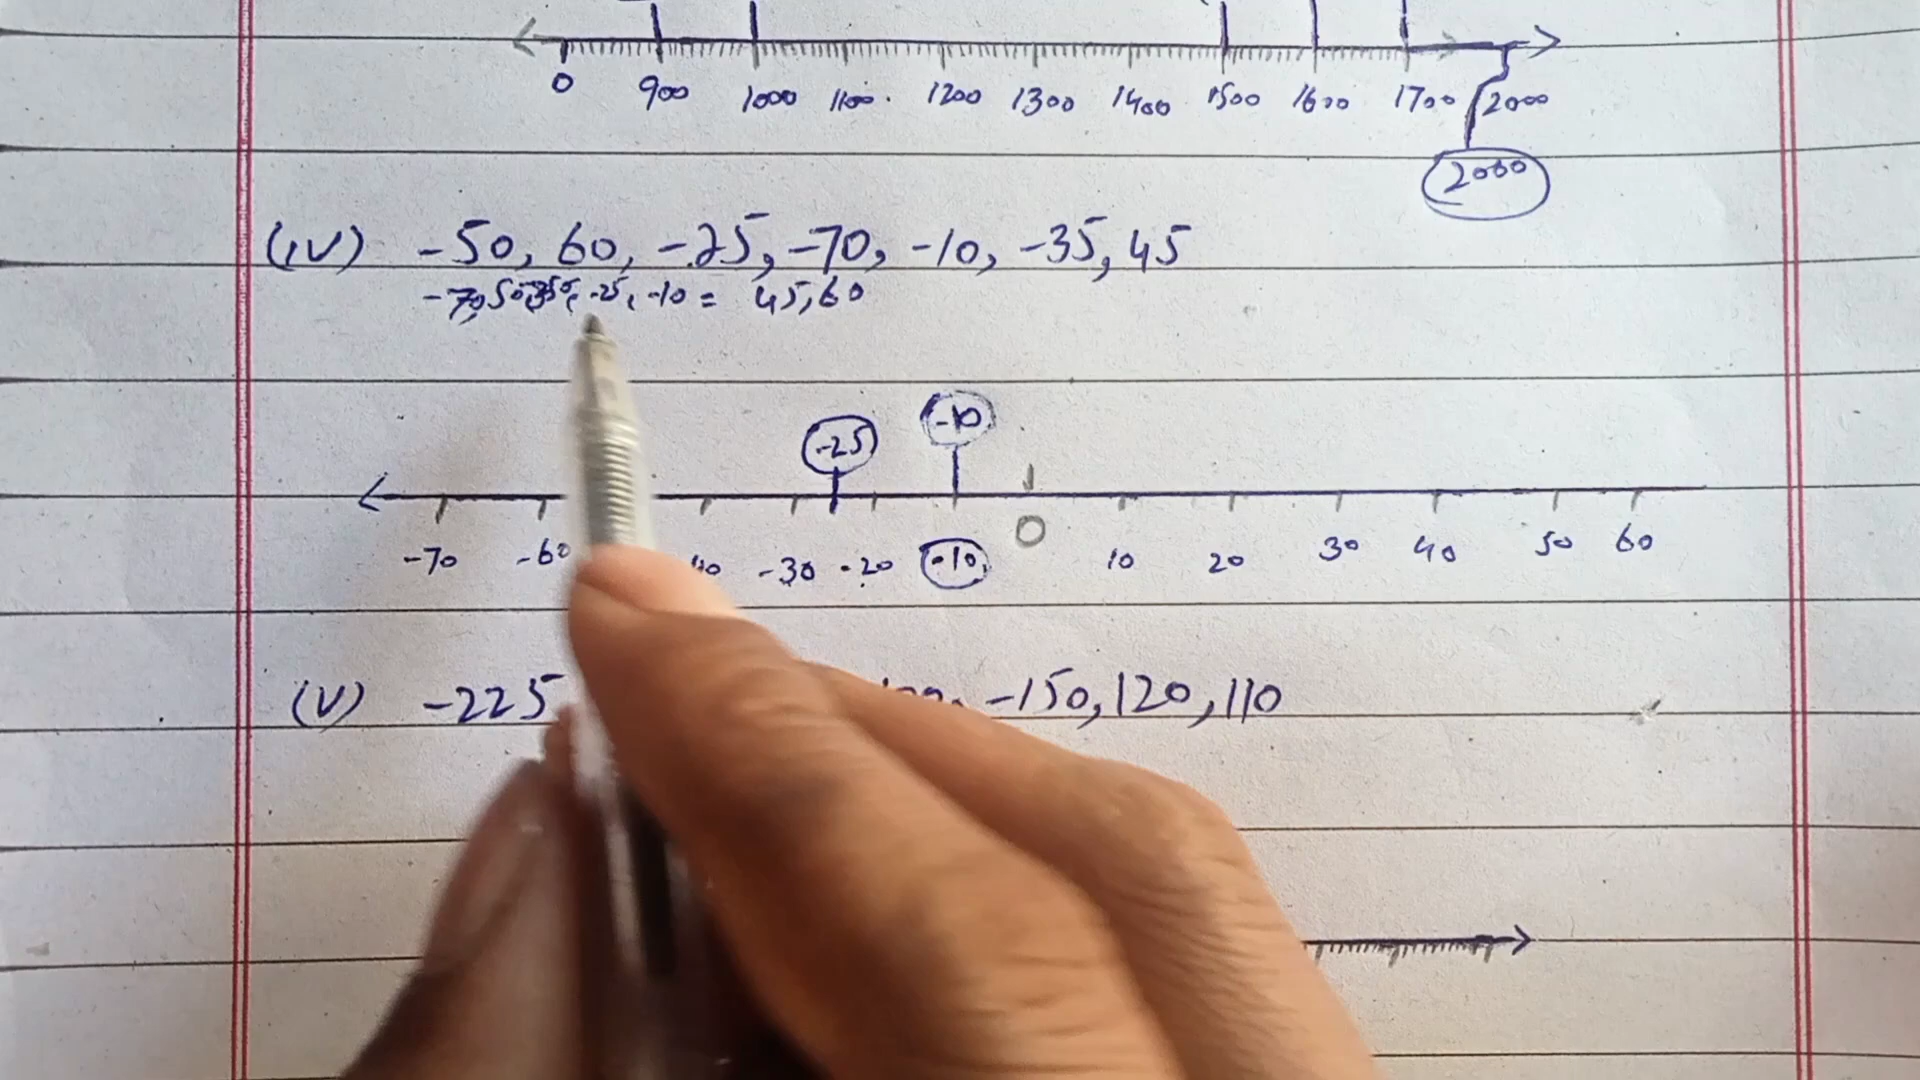 0 900 1000 1100. 1200 1300 1400 1500 1600 1700 2000
2000
(iv) -50, 60, -25, -70, -10, -35, 45
-25, -10 = 45, 60
-25 -10
-70 -60 -30 -20 -10 0 10 20 30 40 50 60
(V) -225 -150, 120, 110